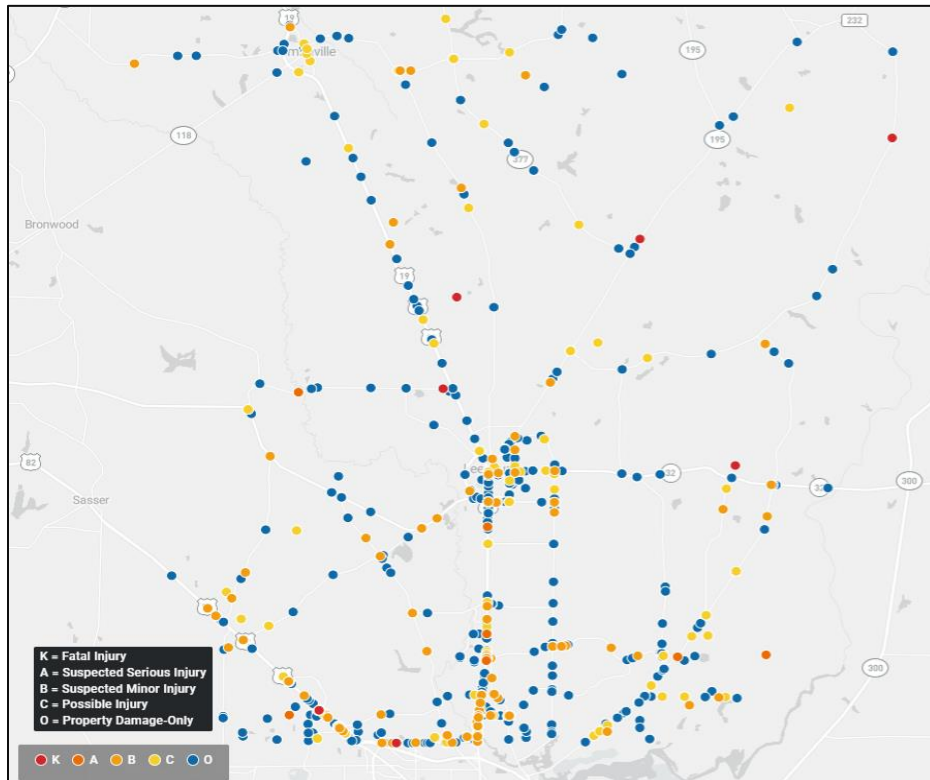 19
232
195
118
195
377
Bronwood
19
82
Sasser
32
300
300
K = Fatal Injury
A = Suspected Serious Injury
B = Suspected Minor Injury
C = Possible Injury
O = Property Damage-Only
K A B C O